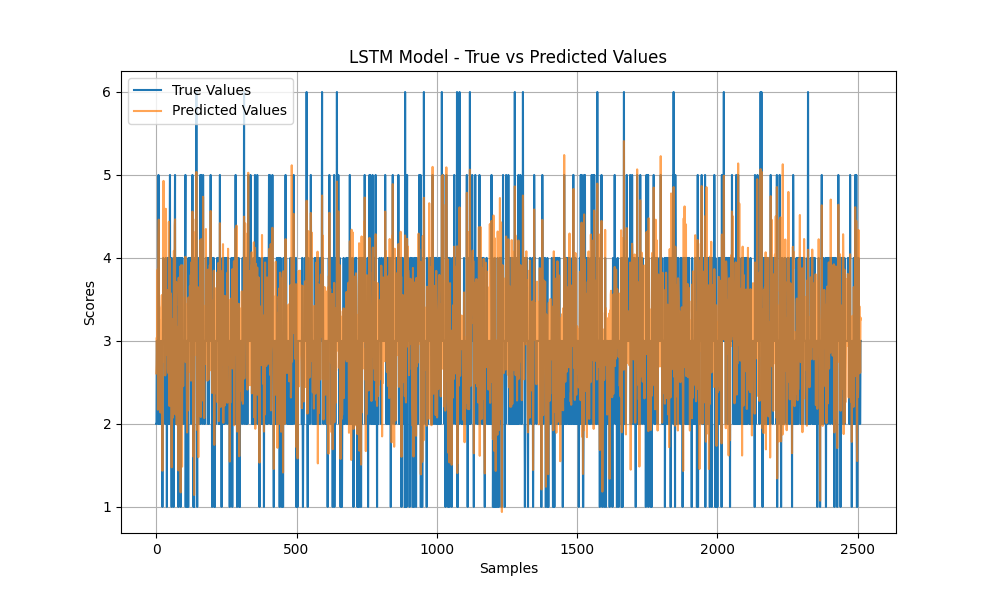 LSTM Model - True vs Predicted Values
True Values
Predicted Values
6
5
4
3
2
1
Scores
0
500
1000
1500
2000
2500
Samples